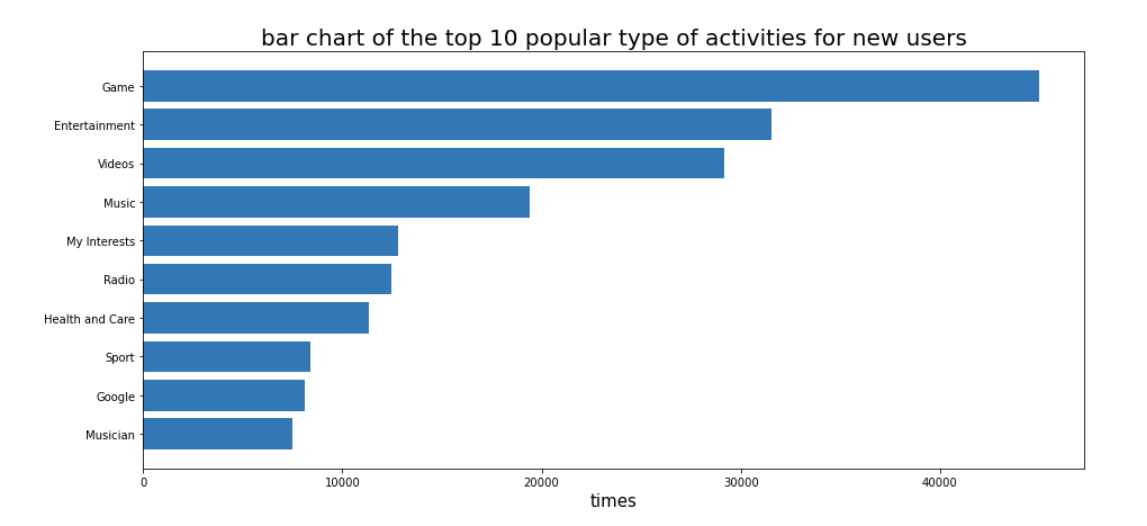 bar chart of the top 10 popular type of activities for new users
Game
Entertainment
Videos
Music
My Interests
Radio
Health and Care
Sport
Google
Musician
0 10000 20000 30000 40000
times